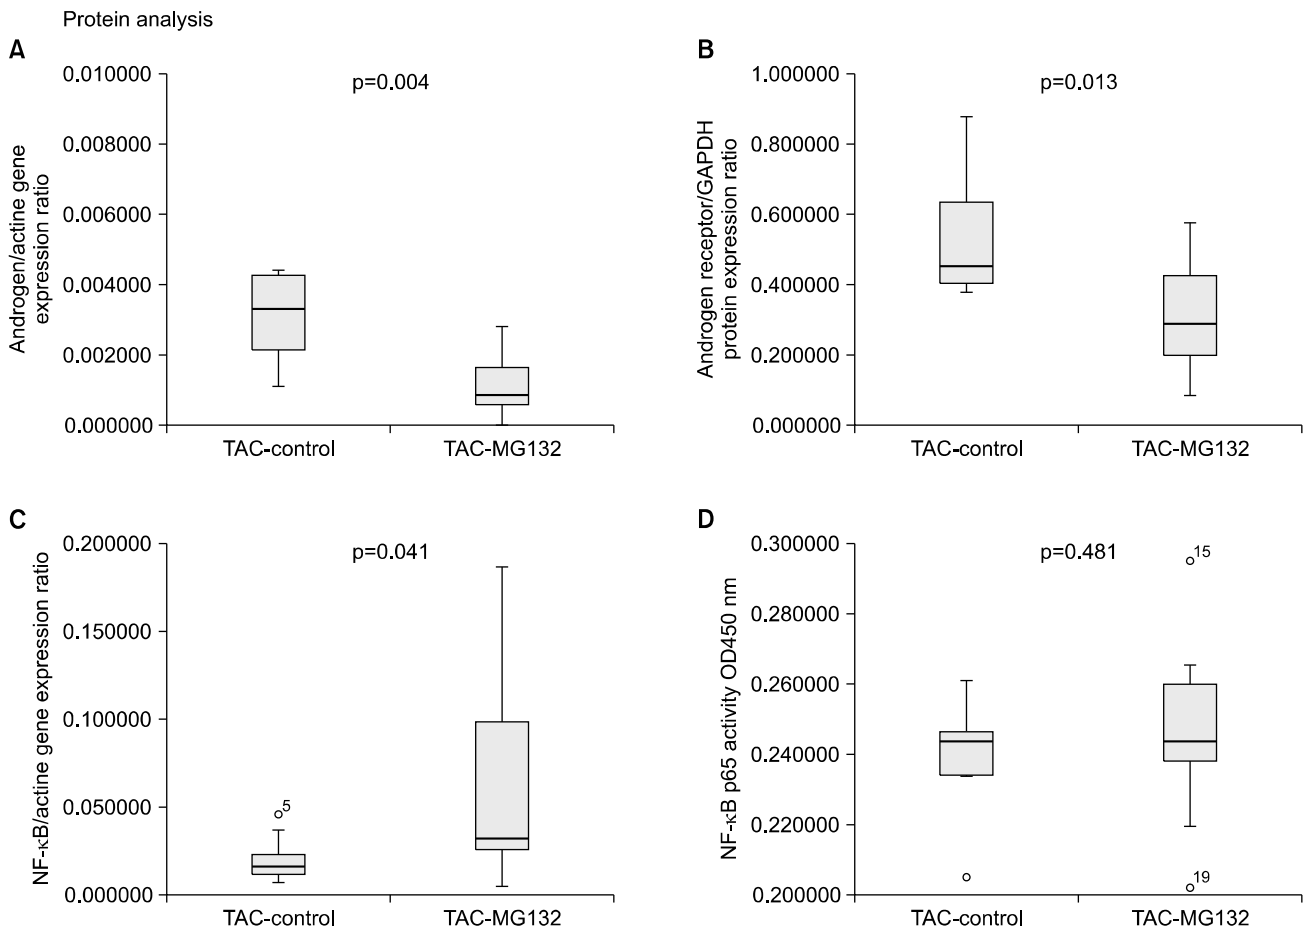 Protein analysis
A
p=0.004
Androgen/actine gene
expression ratio
0.010000
0.008000
0.006000
0.004000
0.002000
0.000000
TAC-control
TAC-MG132
B
p=0.013
Androgen receptor/GAPDH
protein expression ratio
1.000000
0.800000
0.600000
0.400000
0.200000
0.000000
TAC-control
TAC-MG132
C
p=0.041
NF-κB/actine gene expression ratio
0.200000
0.150000
0.100000
0.050000
0.000000
5
TAC-control
TAC-MG132
D
p=0.481
NF-κB p65 activity OD450 nm
0.300000
0.280000
0.260000
0.240000
0.220000
0.200000
15
19
TAC-control
TAC-MG132